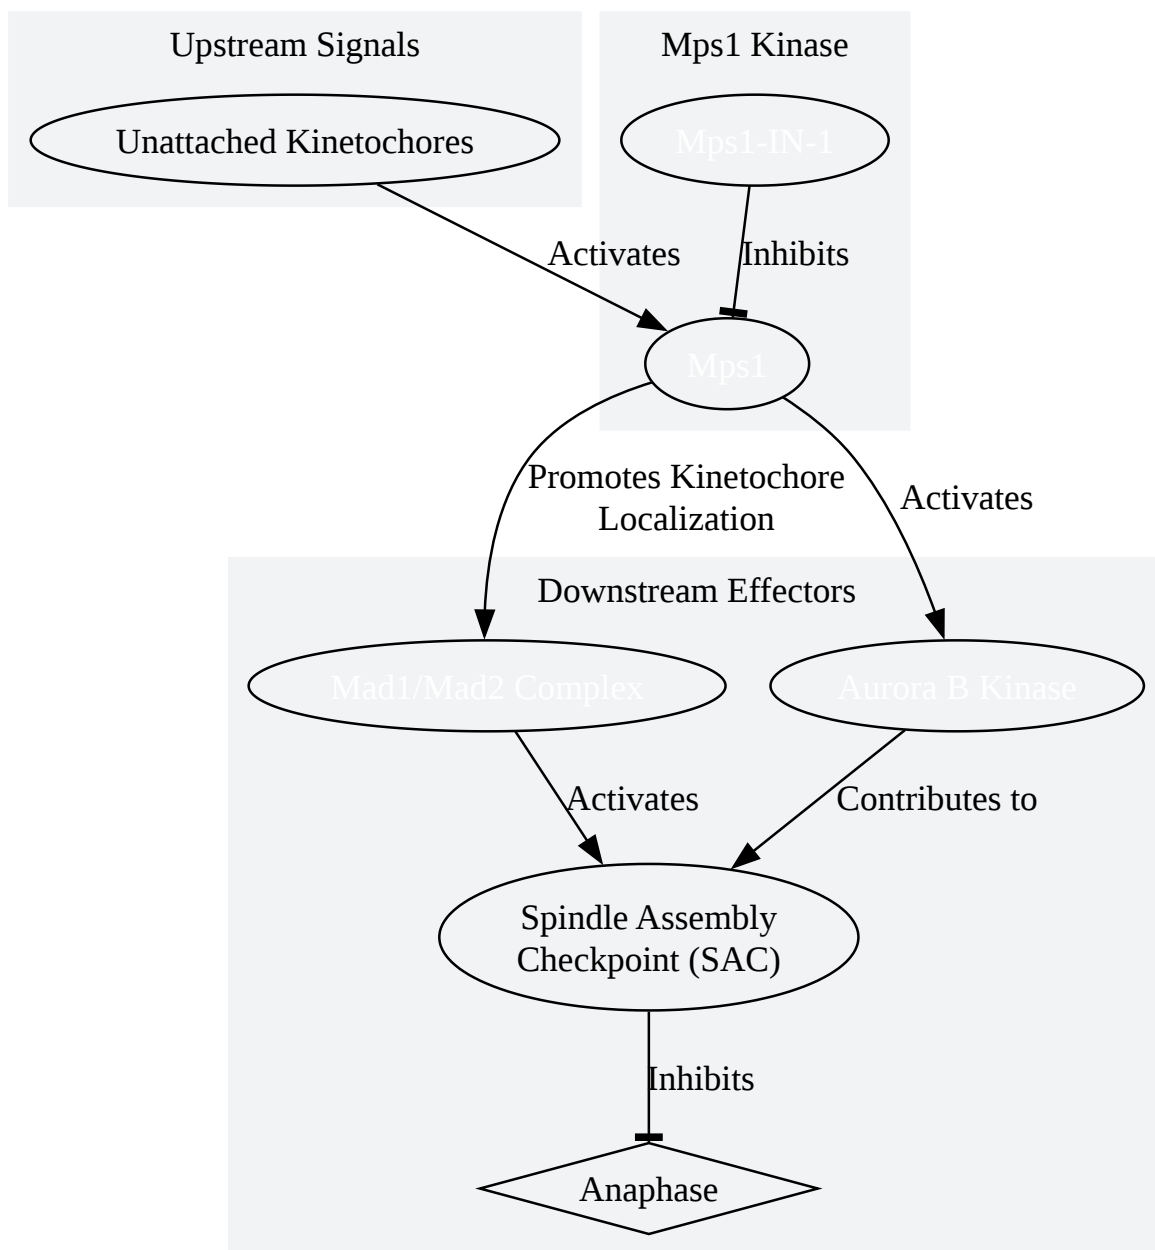 Upstream Signals
Mps1 Kinase
Unattached Kinetochores
Mps1-IN-1
Activates
Inhibits
Mps1
Promotes Kinetochore
Localization
Activates
Downstream Effectors
Mad1/Mad2 Complex
Aurora B Kinase
Activates
Contributes to
Spindle Assembly
Checkpoint (SAC)
Inhibits
Anaphase